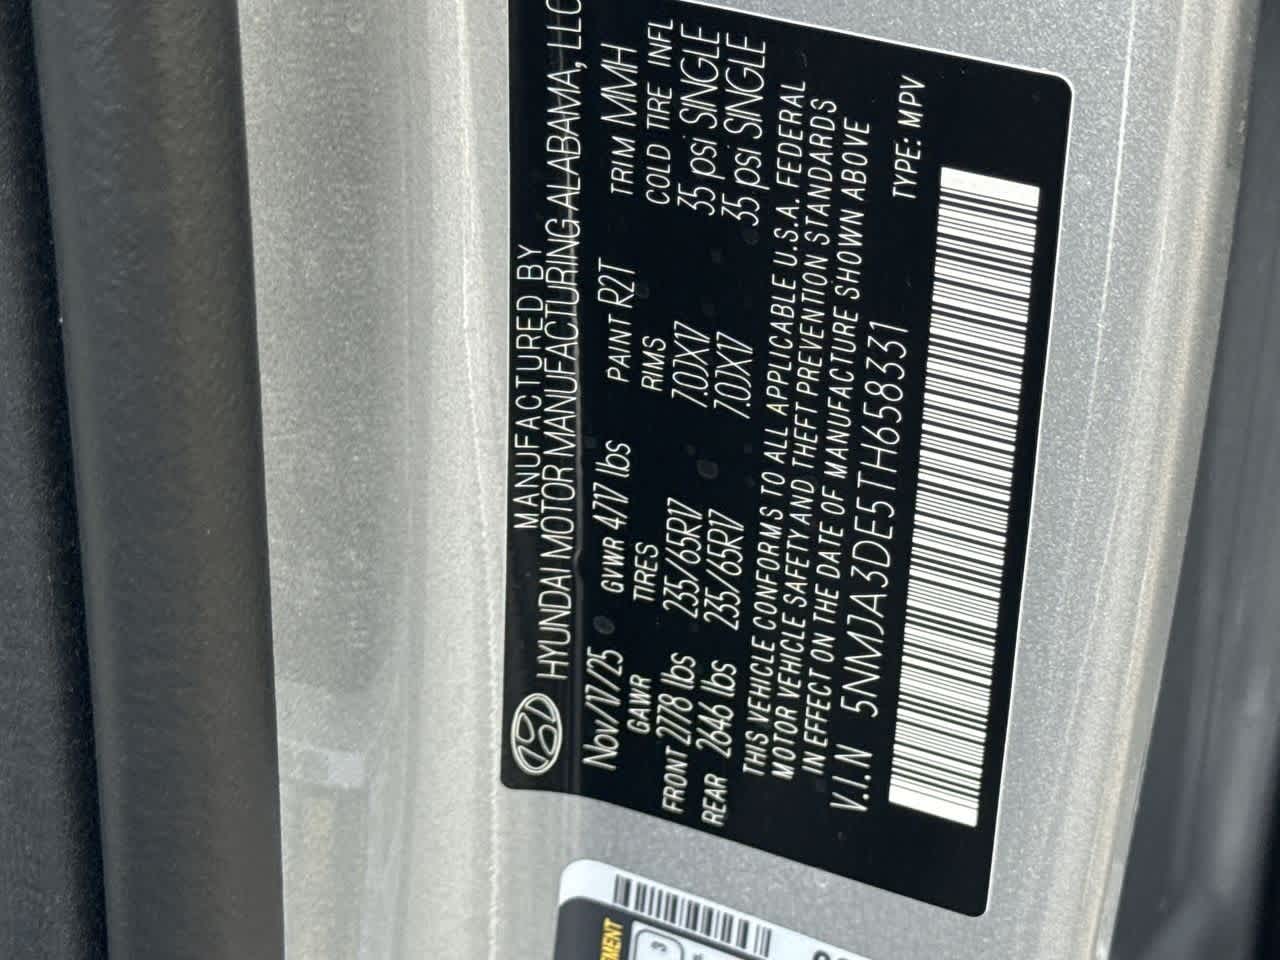 MANUFACTURED BY
HYUNDAI MOTOR MANUFACTURING ALABAMA, LLC
Nov/17/25 GVWR 4717 lbs PAINT R2T TRIM MMH
GAWR TIRES RIMS COLD TIRE INFL
FRONT 2778 lbs 235/65R17 7.0JX17 35 psi SINGLE
REAR 2646 lbs 235/65R17 7.0JX17 35 psi SINGLE
THIS VEHICLE CONFORMS TO ALL APPLICABLE U.S.A. FEDERAL
MOTOR VEHICLE SAFETY AND THEFT PREVENTION STANDARDS
IN EFFECT ON THE DATE OF MANUFACTURE SHOWN ABOVE
V.I.N 5NMJA3DE5TH658331 TYPE: MPV
3